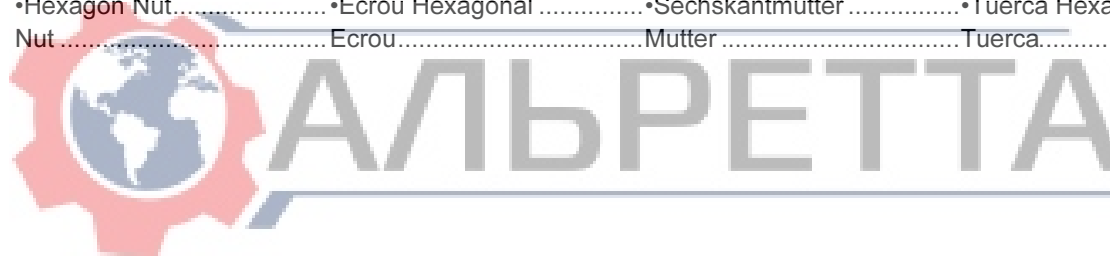 •Hexagon Nut......................•Ecrou Hexagonal ...............•Sechskantmutter ................•Tuerca Hexa
Nut ......................................Ecrou...................................Mutter ..................................Tuerca.........
АЛЬРЕТТА